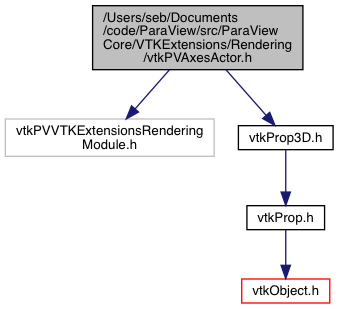 /Users/seb/Documents
/code/ParaView/src/ParaView
Core/VTKExtensions/Rendering
/vtkPVAxesActor.h
vtkPVVTKExtensionsRendering
Module.h
vtkProp3D.h
vtkProp.h
vtkObject.h